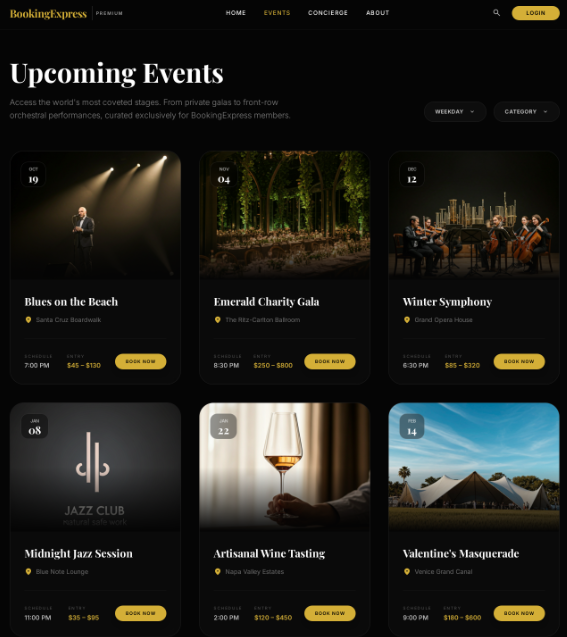 BookingExpress PREMIUM HOME EVENTS CONCIERGE ABOUT LOGIN
Upcoming Events
Access the world's most coveted stages. From private galas to front-row
orchestral performances, curated exclusively for BookingExpress members.
WEEKDAY CATEGORY
OCT
19
Blues on the Beach
Santa Cruz Boardwalk
SCHEDULE ENTRY
7:00 PM $45 – $130 BOOK NOW
NOV
04
Emerald Charity Gala
The Ritz-Carlton Ballroom
SCHEDULE ENTRY
8:30 PM $250 – $800 BOOK NOW
DEC
12
Winter Symphony
Grand Opera House
SCHEDULE ENTRY
6:30 PM $85 – $320 BOOK NOW
JAN
08
JAZZ CLUB
Midnight Jazz Session
Blue Note Lounge
SCHEDULE ENTRY
11:00 PM $35 – $95 BOOK NOW
JAN
22
Artisanal Wine Tasting
Napa Valley Estates
SCHEDULE ENTRY
2:00 PM $120 – $450 BOOK NOW
FEB
14
Valentine's Masquerade
Venice Grand Canal
SCHEDULE ENTRY
9:00 PM $180 – $600 BOOK NOW